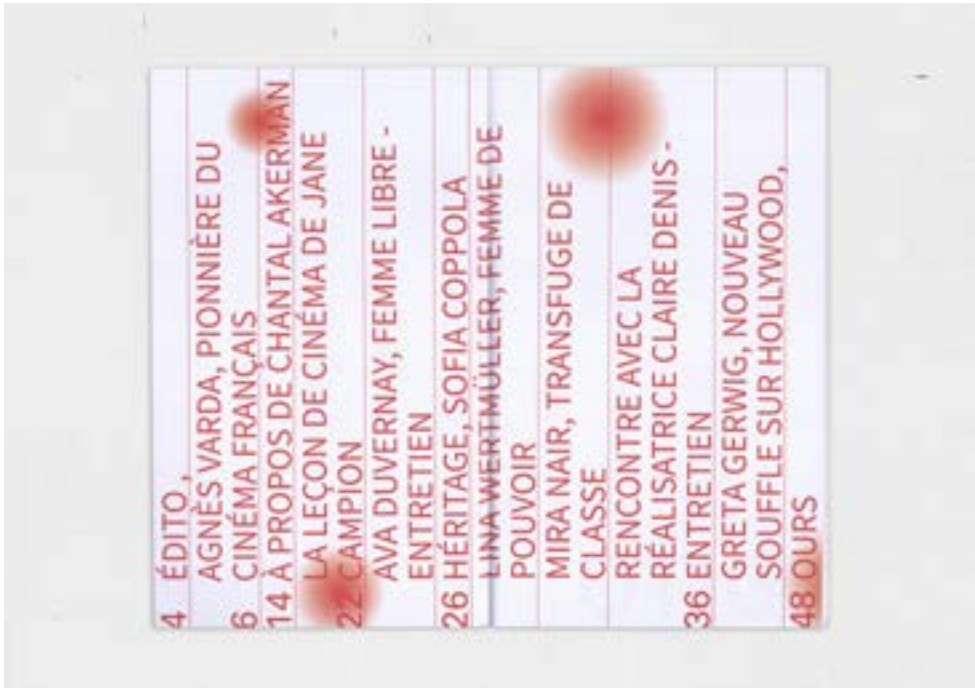 4 ÉDITO,
AGNÈS VARDA, PIONNIÈRE DU
6 CINÉMA FRANÇAIS
14 À PROPOS DE CHANTAL AKERMAN
LA LEÇON DE CINÉMA DE JANE
22 CAMPION
AVA DUVERNAY, FEMME LIBRE -
ENTRETIEN
26 HÉRITAGE, SOFIA COPPOLA
LINA WERTMÜLLER, FEMME DE
POUVOIR
MIRA NAIR, TRANSFUGE DE
CLASSE
RENCONTRE AVEC LA
RÉALISATRICE CLAIRE DENIS -
36 ENTRETIEN
GRETA GERWIG, NOUVEAU
SOUFFLE SUR HOLLYWOOD,
48 OURS